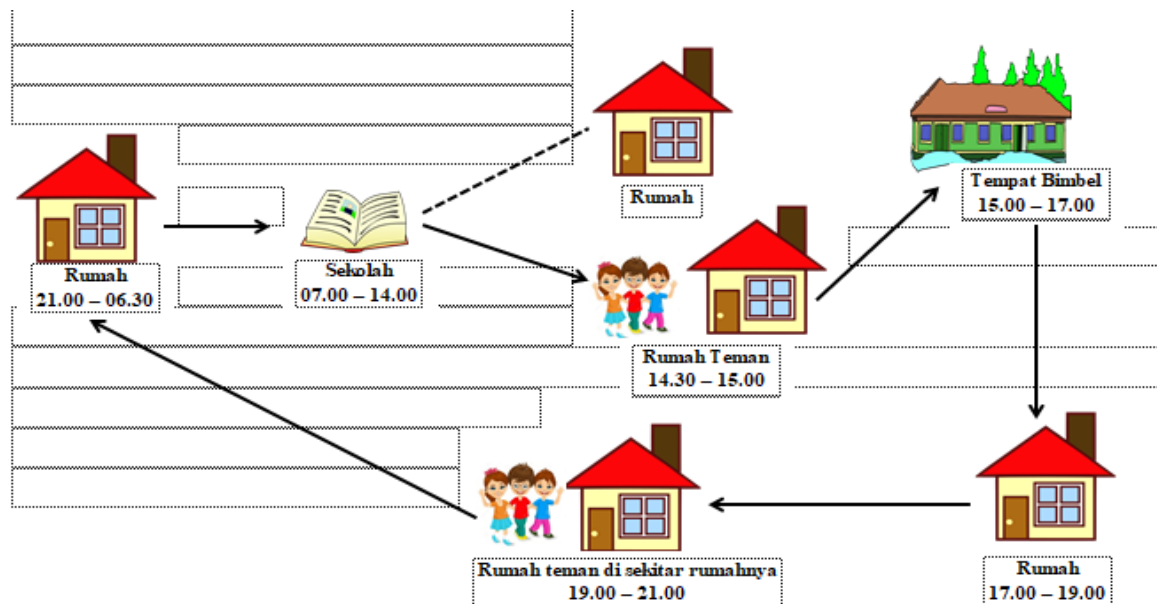 Rumah
Tempat Bimbel
15.00 – 17.00
Rumah
21.00 – 06.30
Sekolah
07.00 – 14.00
Rumah Teman
14.30 – 15.00
Rumah teman di sekitar rumahnya
19.00 – 21.00
Rumah
17.00 – 19.00